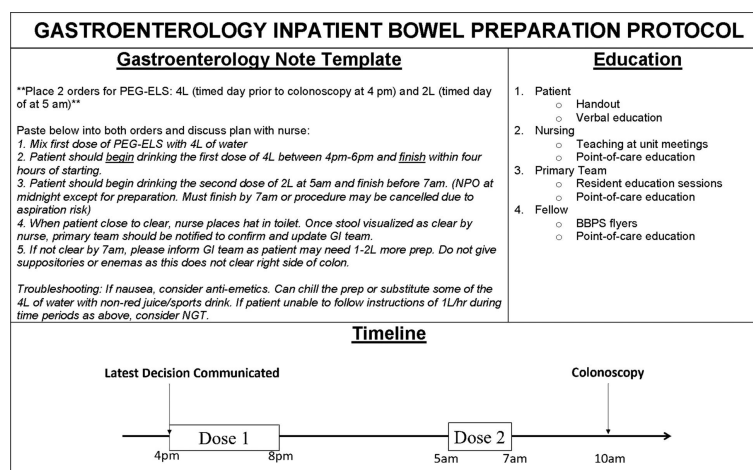 GASTROENTEROLOGY INPATIENT BOWEL PREPARATION PROTOCOL
Gastroenterology Note Template
**Place 2 orders for PEG-ELS: 4L (timed day prior to colonoscopy at 4 pm) and 2L (timed day
of at 5 am)**
Paste below into both orders and discuss plan with nurse:
1. Mix first dose of PEG-ELS with 4L of water
2. Patient should begin drinking the first dose of 4L between 4pm-6pm and finish within four
hours of starting.
3. Patient should begin drinking the second dose of 2L at 5am and finish before 7am. (NPO at
midnight except for preparation. Must finish by 7am or procedure may be cancelled due to
aspiration risk)
4. When patient close to clear, nurse places hat in toilet. Once stool visualized as clear by
nurse, primary team should be notified to confirm and update GI team.
5. If not clear by 7am, please inform GI team as patient may need 1-2L more prep. Do not give
suppositories or enemas as this does not clear right side of colon.
Troubleshooting: If nausea, consider anti-emetics. Can chill the prep or substitute some of the
4L of water with non-red juice/sports drink. If patient unable to follow instructions of 1L/hr during
time periods as above, consider NGT.
Education
1. Patient
o Handout
o Verbal education
2. Nursing
o Teaching at unit meetings
o Point-of-care education
3. Primary Team
o Resident education sessions
o Point-of-care education
4. Fellow
o BBPS flyers
o Point-of-care education
Timeline
Latest Decision Communicated
Colonoscopy
Dose 1
Dose 2
4pm
8pm
5am
7am
10am